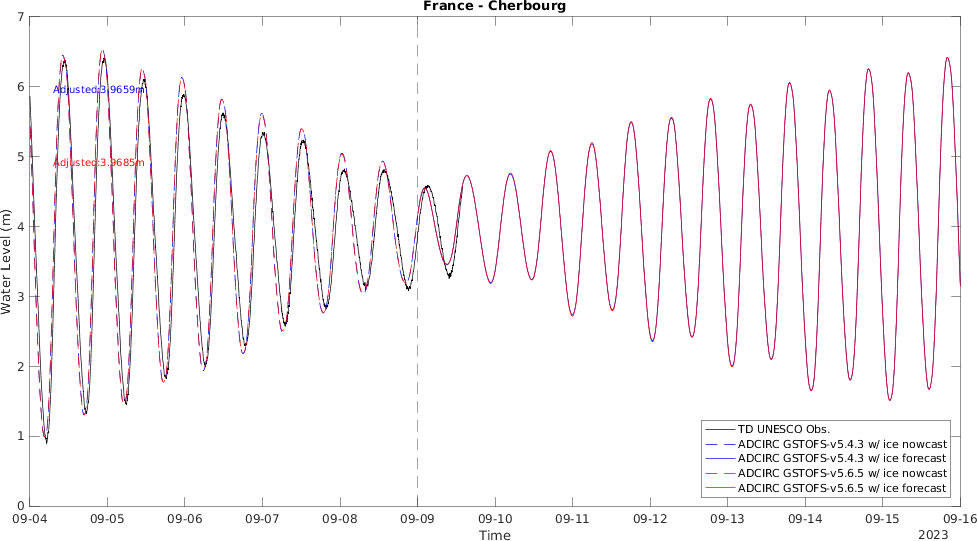 France - Cherbourg
7
6
5
4
3
2
1
0
Water Level (m)
Adjusted:3.9659m
Adjusted:3.9685m
TD UNESCO Obs.
ADCIRC GSTOFS-v5.4.3 w/ ice nowcast
ADCIRC GSTOFS-v5.4.3 w/ ice forecast
ADCIRC GSTOFS-v5.6.5 w/ ice nowcast
ADCIRC GSTOFS-v5.6.5 w/ ice forecast
09-04 09-05 09-06 09-07 09-08 09-09 09-10 09-11 09-12 09-13 09-14 09-15 09-16
Time
2023